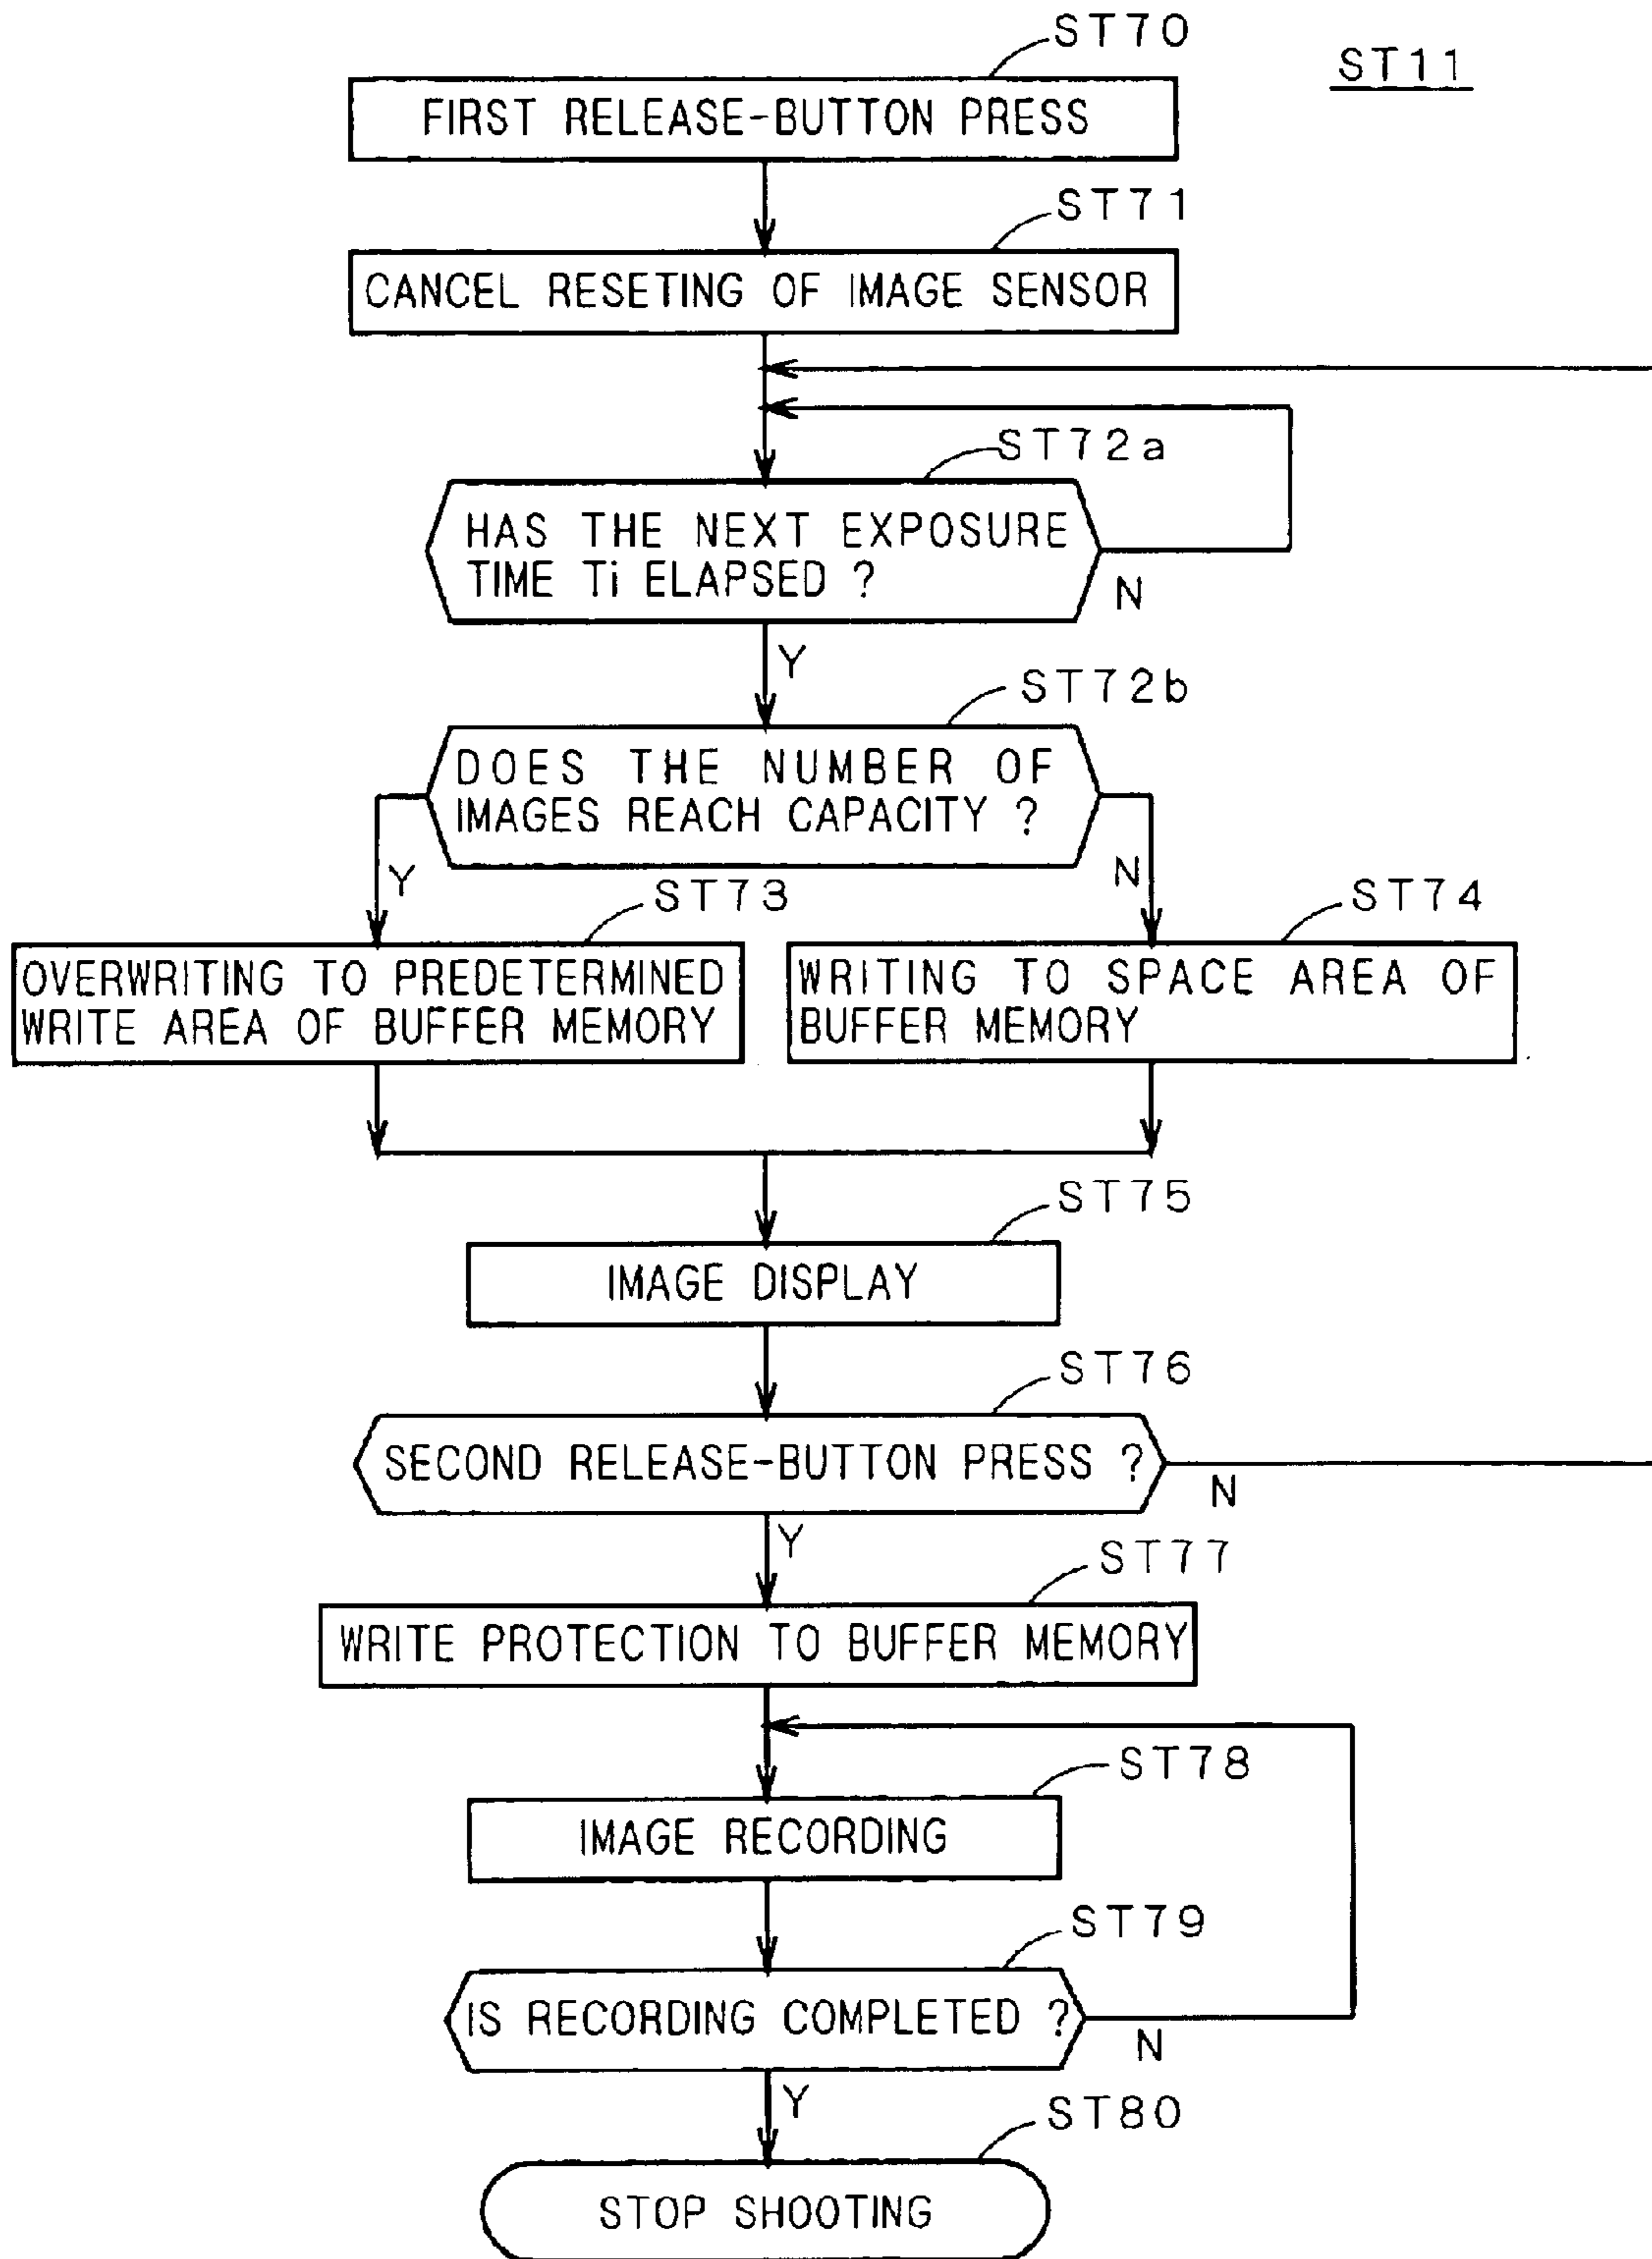 ST70
ST11
FIRST RELEASE-BUTTON PRESS
ST71
CANCEL RESETING OF IMAGE SENSOR
ST72a
HAS THE NEXT EXPOSURE
TIME Ti ELAPSED ?
N
Y
ST72b
DOES THE NUMBER OF
IMAGES REACH CAPACITY ?
Y
N
ST73
ST74
OVERWRITING TO PREDETERMINED
WRITE AREA OF BUFFER MEMORY
WRITING TO SPACE AREA OF
BUFFER MEMORY
ST75
IMAGE DISPLAY
ST76
SECOND RELEASE-BUTTON PRESS ?
N
Y
ST77
WRITE PROTECTION TO BUFFER MEMORY
ST78
IMAGE RECORDING
ST79
IS RECORDING COMPLETED ?
N
Y
ST80
STOP SHOOTING